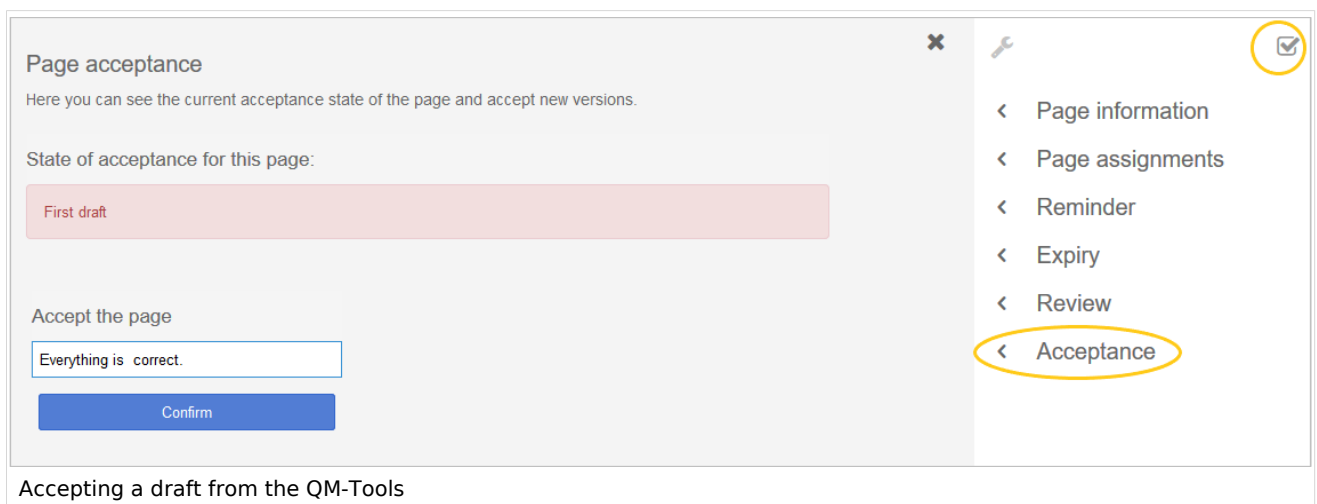 Page acceptance
Here you can see the current acceptance state of the page and accept new versions.
State of acceptance for this page:
First draft
Accept the page
Everything is  correct.
Confirm
Page information
Page assignments
Reminder
Expiry
Review
Acceptance
Accepting a draft from the QM-Tools